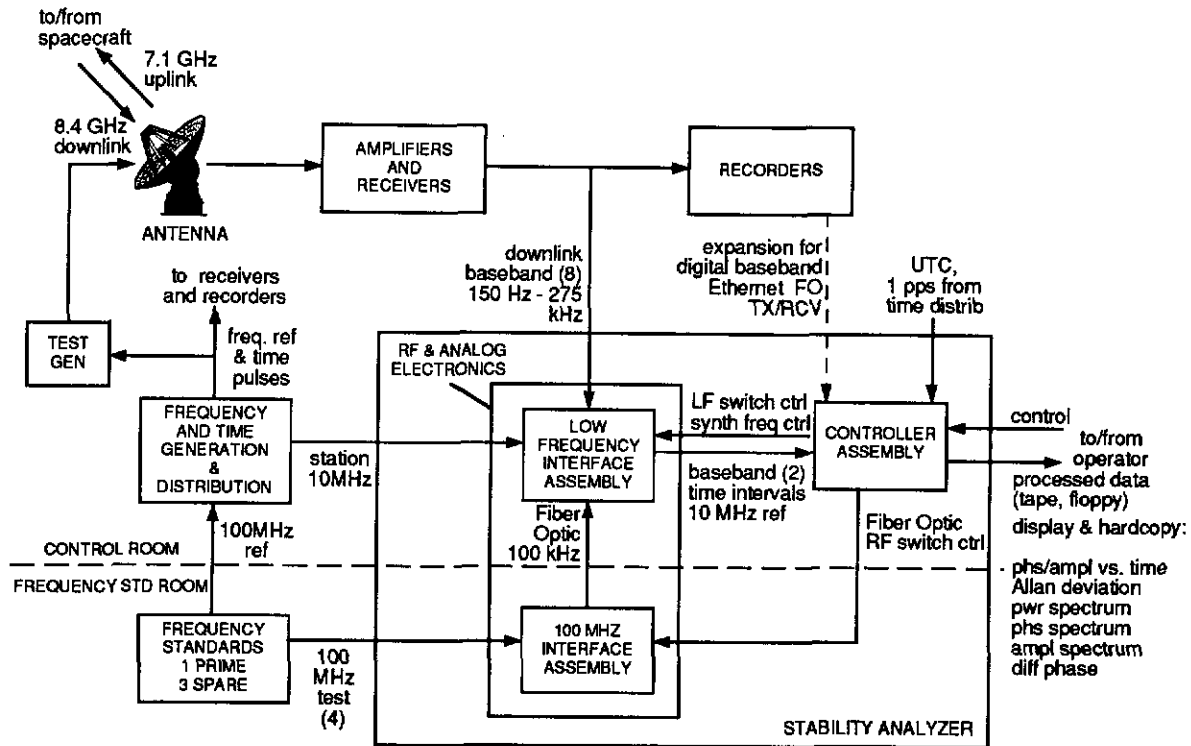 to/from
spacecraft
7.1 GHz
uplink
8.4 GHz
downlink
ANTENNA
AMPLIFIERS
AND
RECEIVERS
RECORDERS
to receivers
and recorders
downlink
baseband (8)
150 Hz - 275
kHz
expansion for
digital baseband
Ethernet FO
TX/RCV
UTC,
1 pps from
time distrib
TEST
GEN
freq. ref
& time
pulses
RF & ANALOG
ELECTRONICS
FREQUENCY
AND TIME
GENERATION
&
DISTRIBUTION
station
10MHz
LOW
FREQUENCY
INTERFACE
ASSEMBLY
LF switch ctrl
synth freq ctrl
baseband (2)
time intervals
10 MHz ref
CONTROLLER
ASSEMBLY
control
to/from
operator
processed data
(tape, floppy)
display & hardcopy:
100MHz
ref
Fiber
Optic
100 kHz
Fiber Optic
RF switch ctrl
CONTROL ROOM
FREQUENCY STD ROOM
phs/ampl vs. time
Allan deviation
pwr spectrum
phs spectrum
ampl spectrum
diff phase
FREQUENCY
STANDARDS
1 PRIME
3 SPARE
100
MHz
test
(4)
100 MHZ
INTERFACE
ASSEMBLY
STABILITY ANALYZER